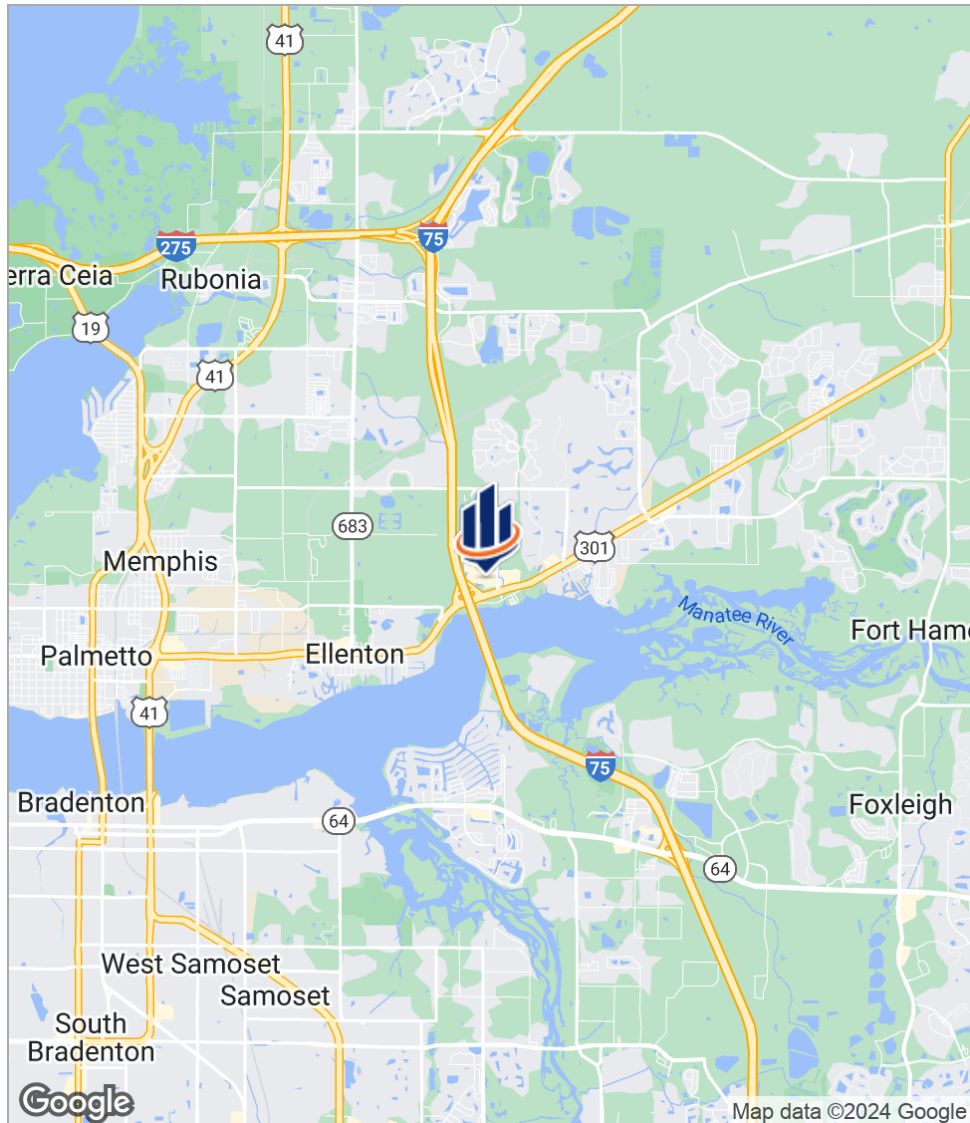 41
75
275
erra Ceia
Rubonia
19
41
683
301
Memphis
Manatee River
Fort Hame
Ellenton
Palmetto
41
75
Bradenton
64
Foxleigh
64
West Samoset
Samoset
South
Bradenton
Google
Map data ©2024 Google